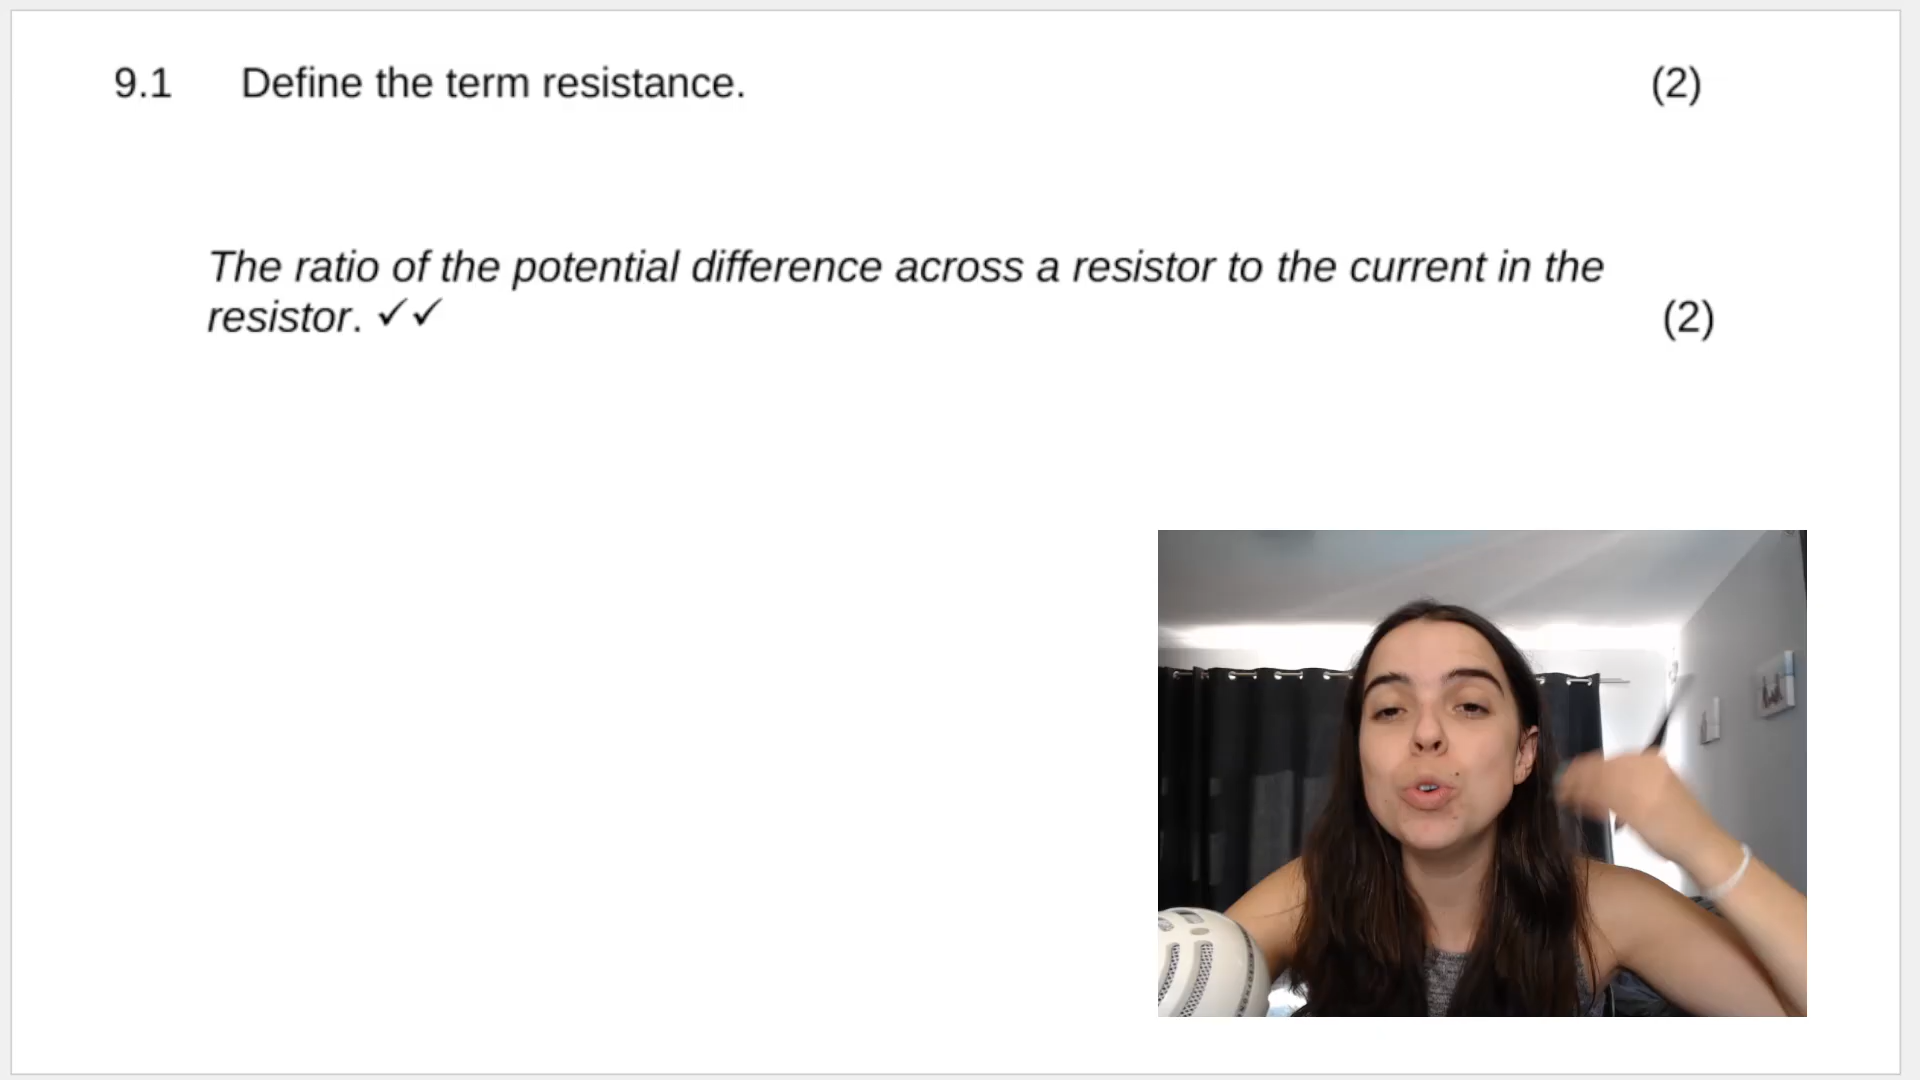 9.1 Define the term resistance. (2)
The ratio of the potential difference across a resistor to the current in the
resistor. ✓✓ (2)